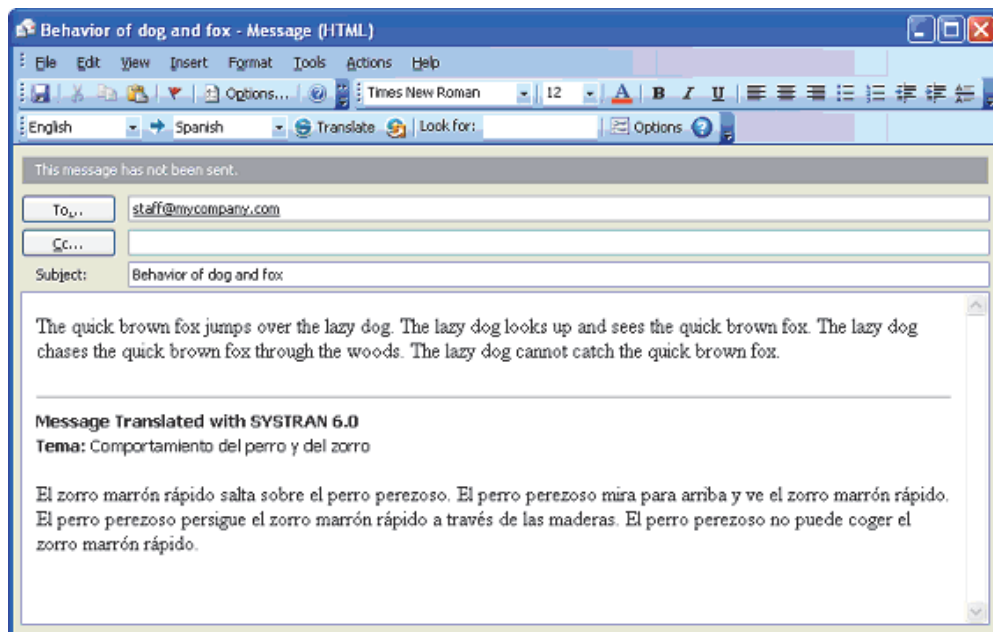 Behavior of dog and fox - Message (HTML)
File Edit View Insert Format Tools Actions Help
Options... Times New Roman 12 A B I U
English Spanish Translate Look for: Options
This message has not been sent.
To... staff@mycompany.com
Cc...
Subject: Behavior of dog and fox
The quick brown fox jumps over the lazy dog. The lazy dog looks up and sees the quick brown fox. The lazy dog
chases the quick brown fox through the woods. The lazy dog cannot catch the quick brown fox.
Message Translated with SYSTRAN 6.0
Tema: Comportamiento del perro y del zorro
El zorro marrón rápido salta sobre el perro perezoso. El perro perezoso mira para arriba y ve el zorro marrón rápido.
El perro perezoso persigue el zorro marrón rápido a través de las maderas. El perro perezoso no puede coger el
zorro marrón rápido.